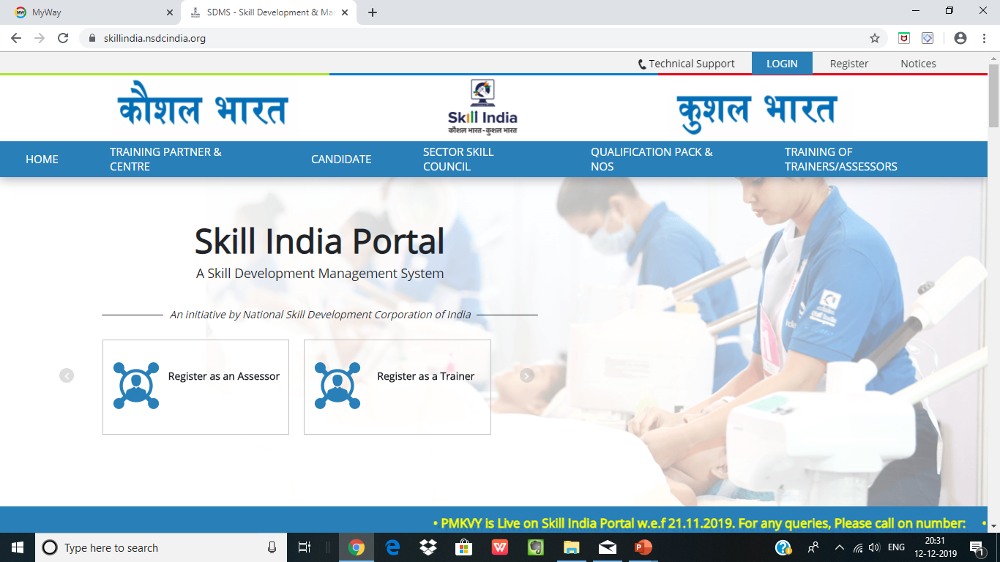 MyWay
SDMS - Skill Development & Ma
skillindia.nsdcindia.org
Technical Support
LOGIN
Register
Notices
कौशल भारत
Skill India
कौशल भारत - कुशल भारत
कुशल भारत
HOME
TRAINING PARTNER &
CENTRE
CANDIDATE
SECTOR SKILL
COUNCIL
QUALIFICATION PACK &
NOS
TRAINING OF
TRAINERS/ASSESSORS
Skill India Portal
A Skill Development Management System
An initiative by National Skill Development Corporation of India
Register as an Assessor
Register as a Trainer
• PMKVY is Live on Skill India Portal w.e.f 21.11.2019. For any queries, Please call on number: •
Type here to search
ENG
20:31
12-12-2019
1